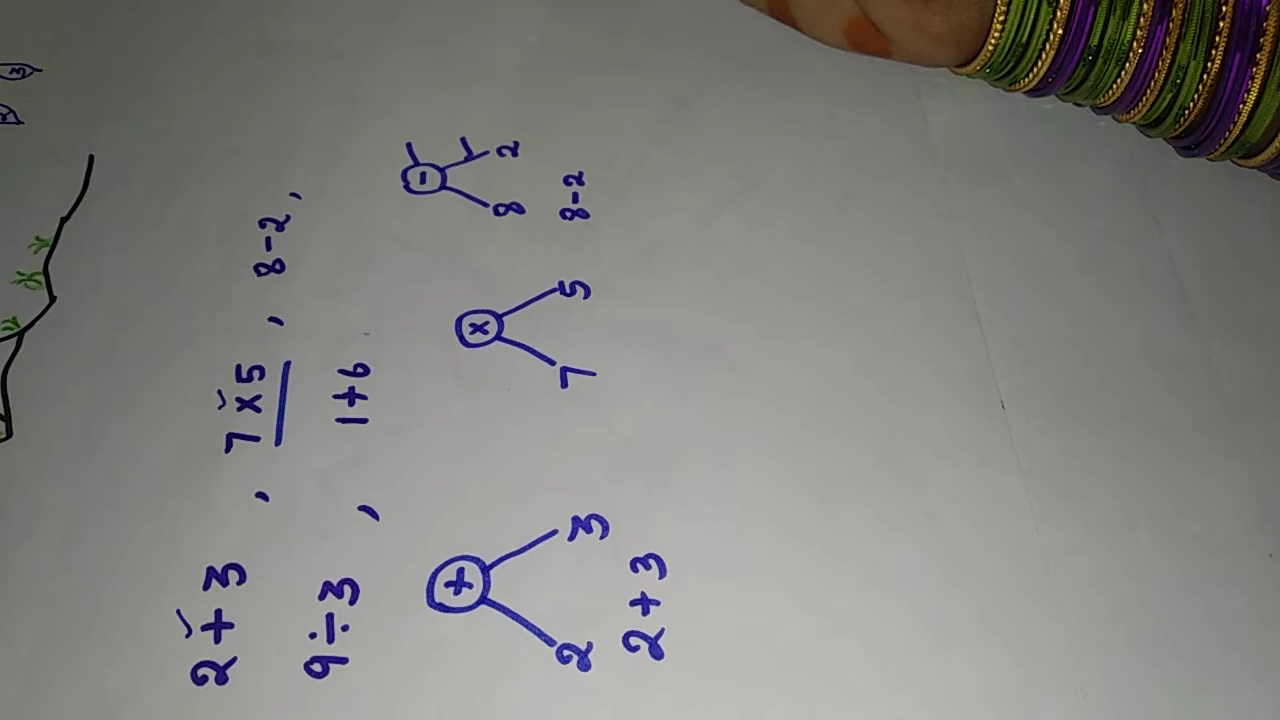 2 + 3 , 7 x 5 , 8 - 2 ,
9 ÷ 3 , 1 + 6
+ x -
2 3 7 5 8 2
2 + 3 8 - 2